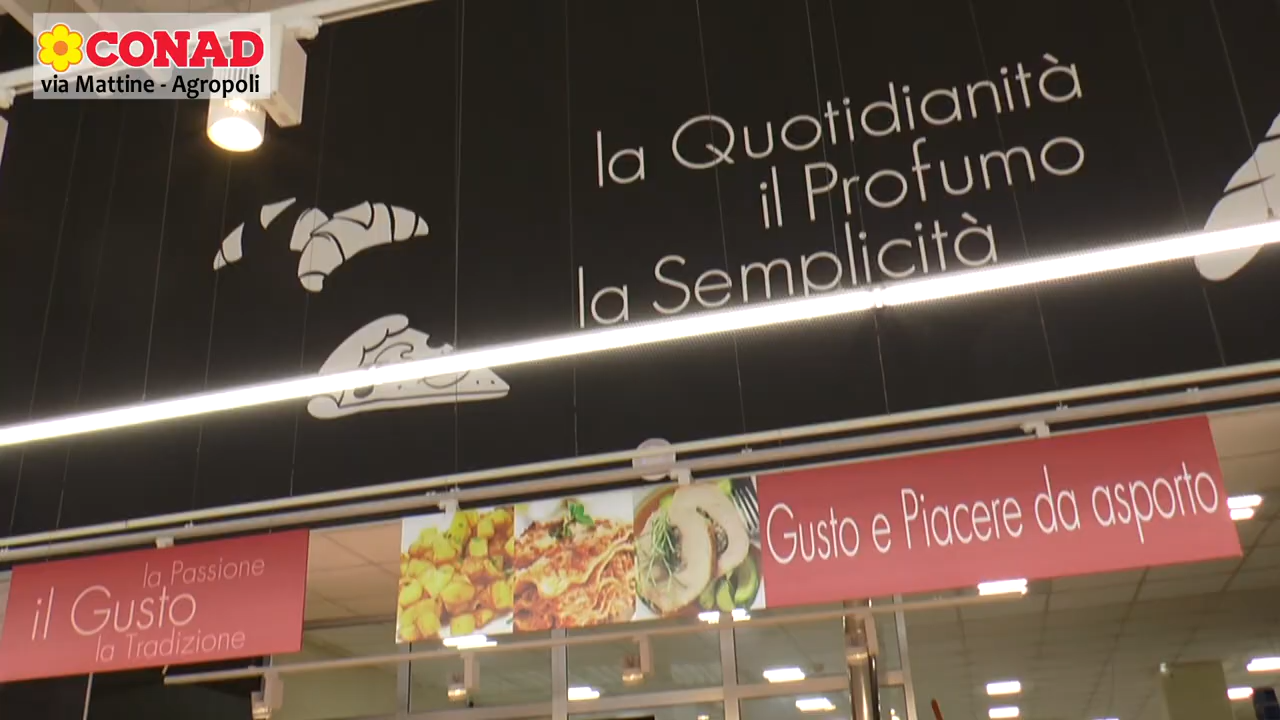 CONAD
via Mattine - Agropoli
la Quotidianità
il Profumo
la Semplicità
Gusto e Piacere da asporto
la Passione
il Gusto
la Tradizione